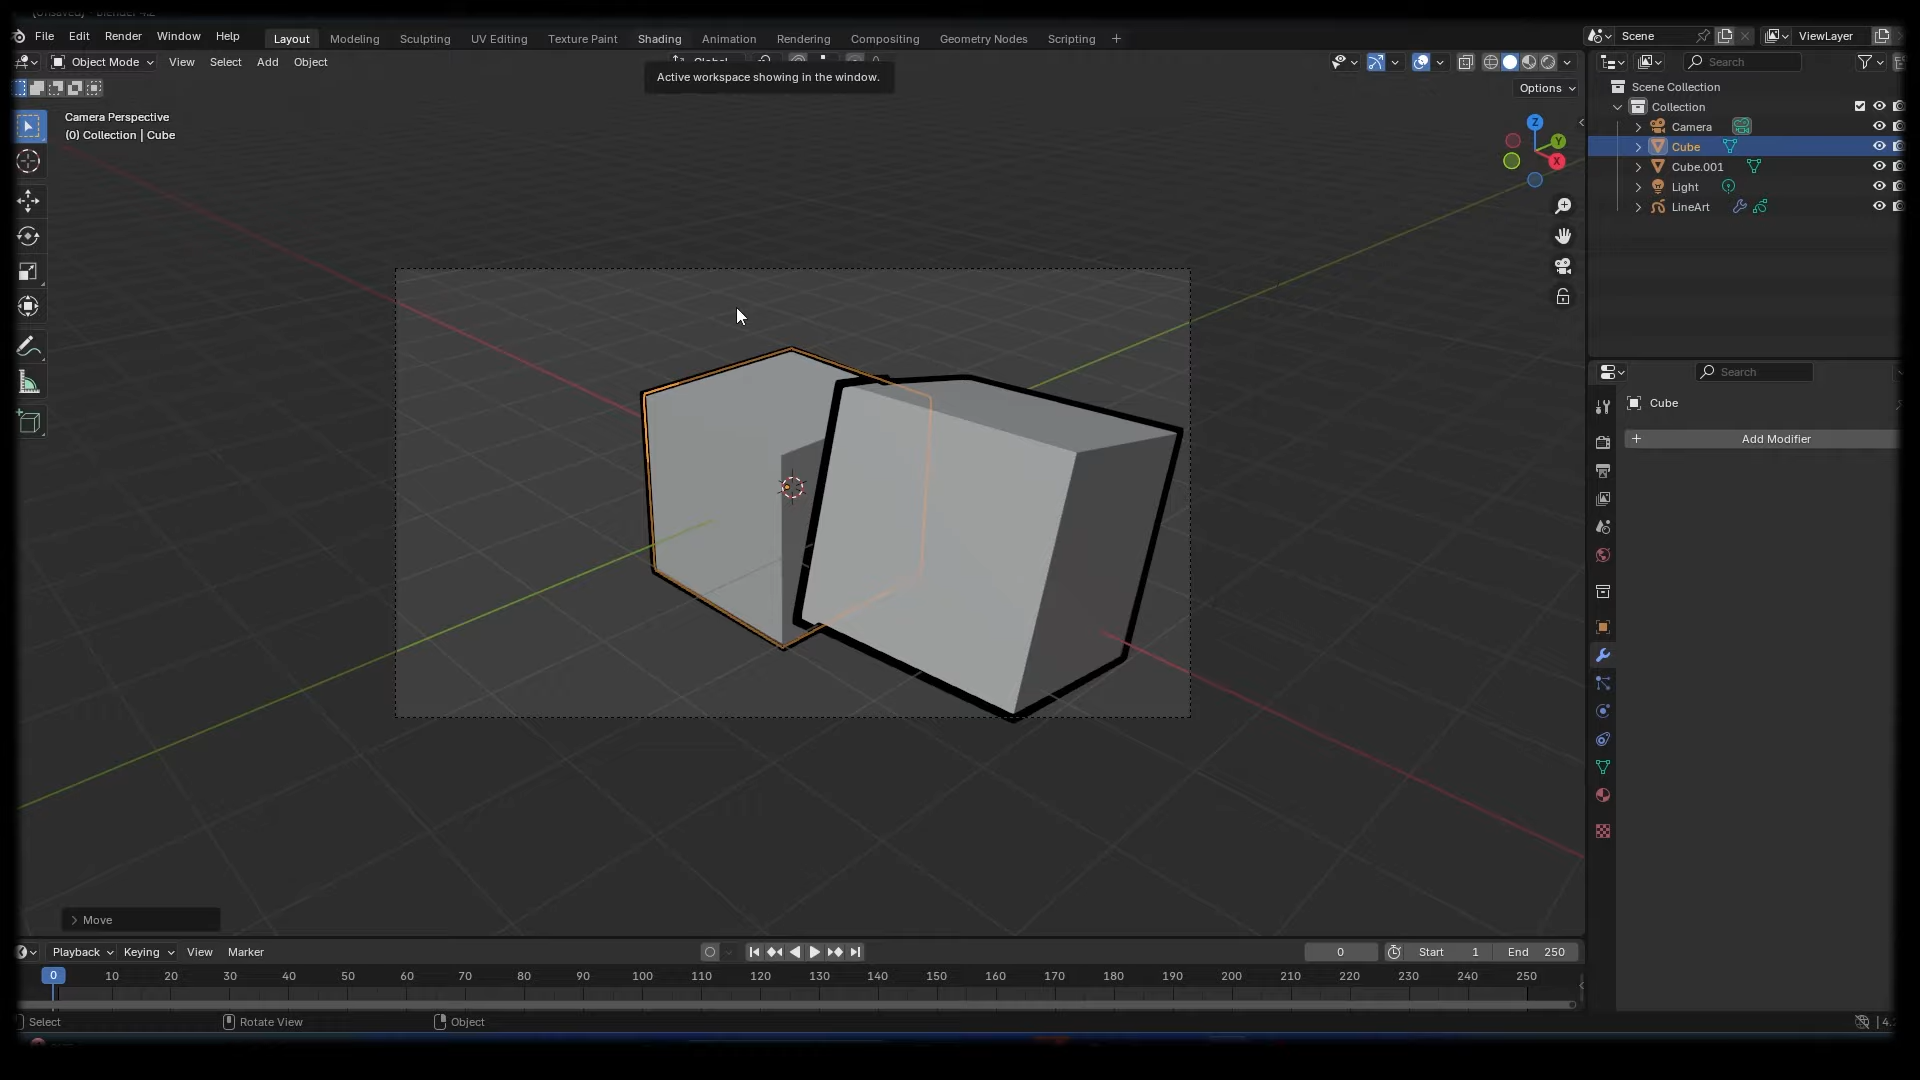 File Edit Render Window Help
Layout Modeling Sculpting UV Editing Texture Paint Shading Animation Rendering Compositing Geometry Nodes Scripting +
Scene
ViewLayer
Object Mode View Select Add Object
Global
Active workspace showing in the window.
Options
Search
Camera Perspective
(0) Collection | Cube
Z
Y
X
Scene Collection
Collection
Camera
Cube
Cube.001
Light
LineArt
Search
Cube
+ Add Modifier
> Move
Playback Keying View Marker
0
Start 1
End 250
0 10 20 30 40 50 60 70 80 90 100 110 120 130 140 150 160 170 180 190 200 210 220 230 240 250
Select
Rotate View
Object